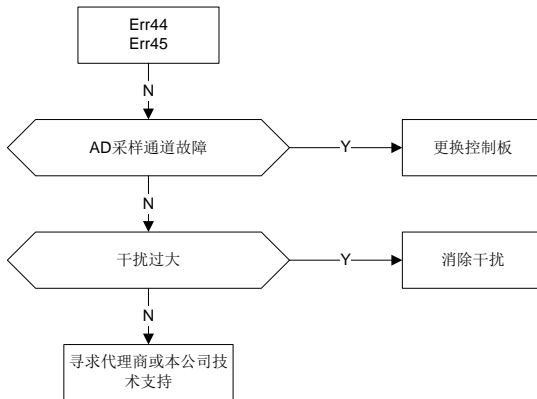 Err44
Err45
N
AD采样通道故障
Y
更换控制板
N
干扰过大
Y
消除干扰
N
寻求代理商或本公司技
术支持